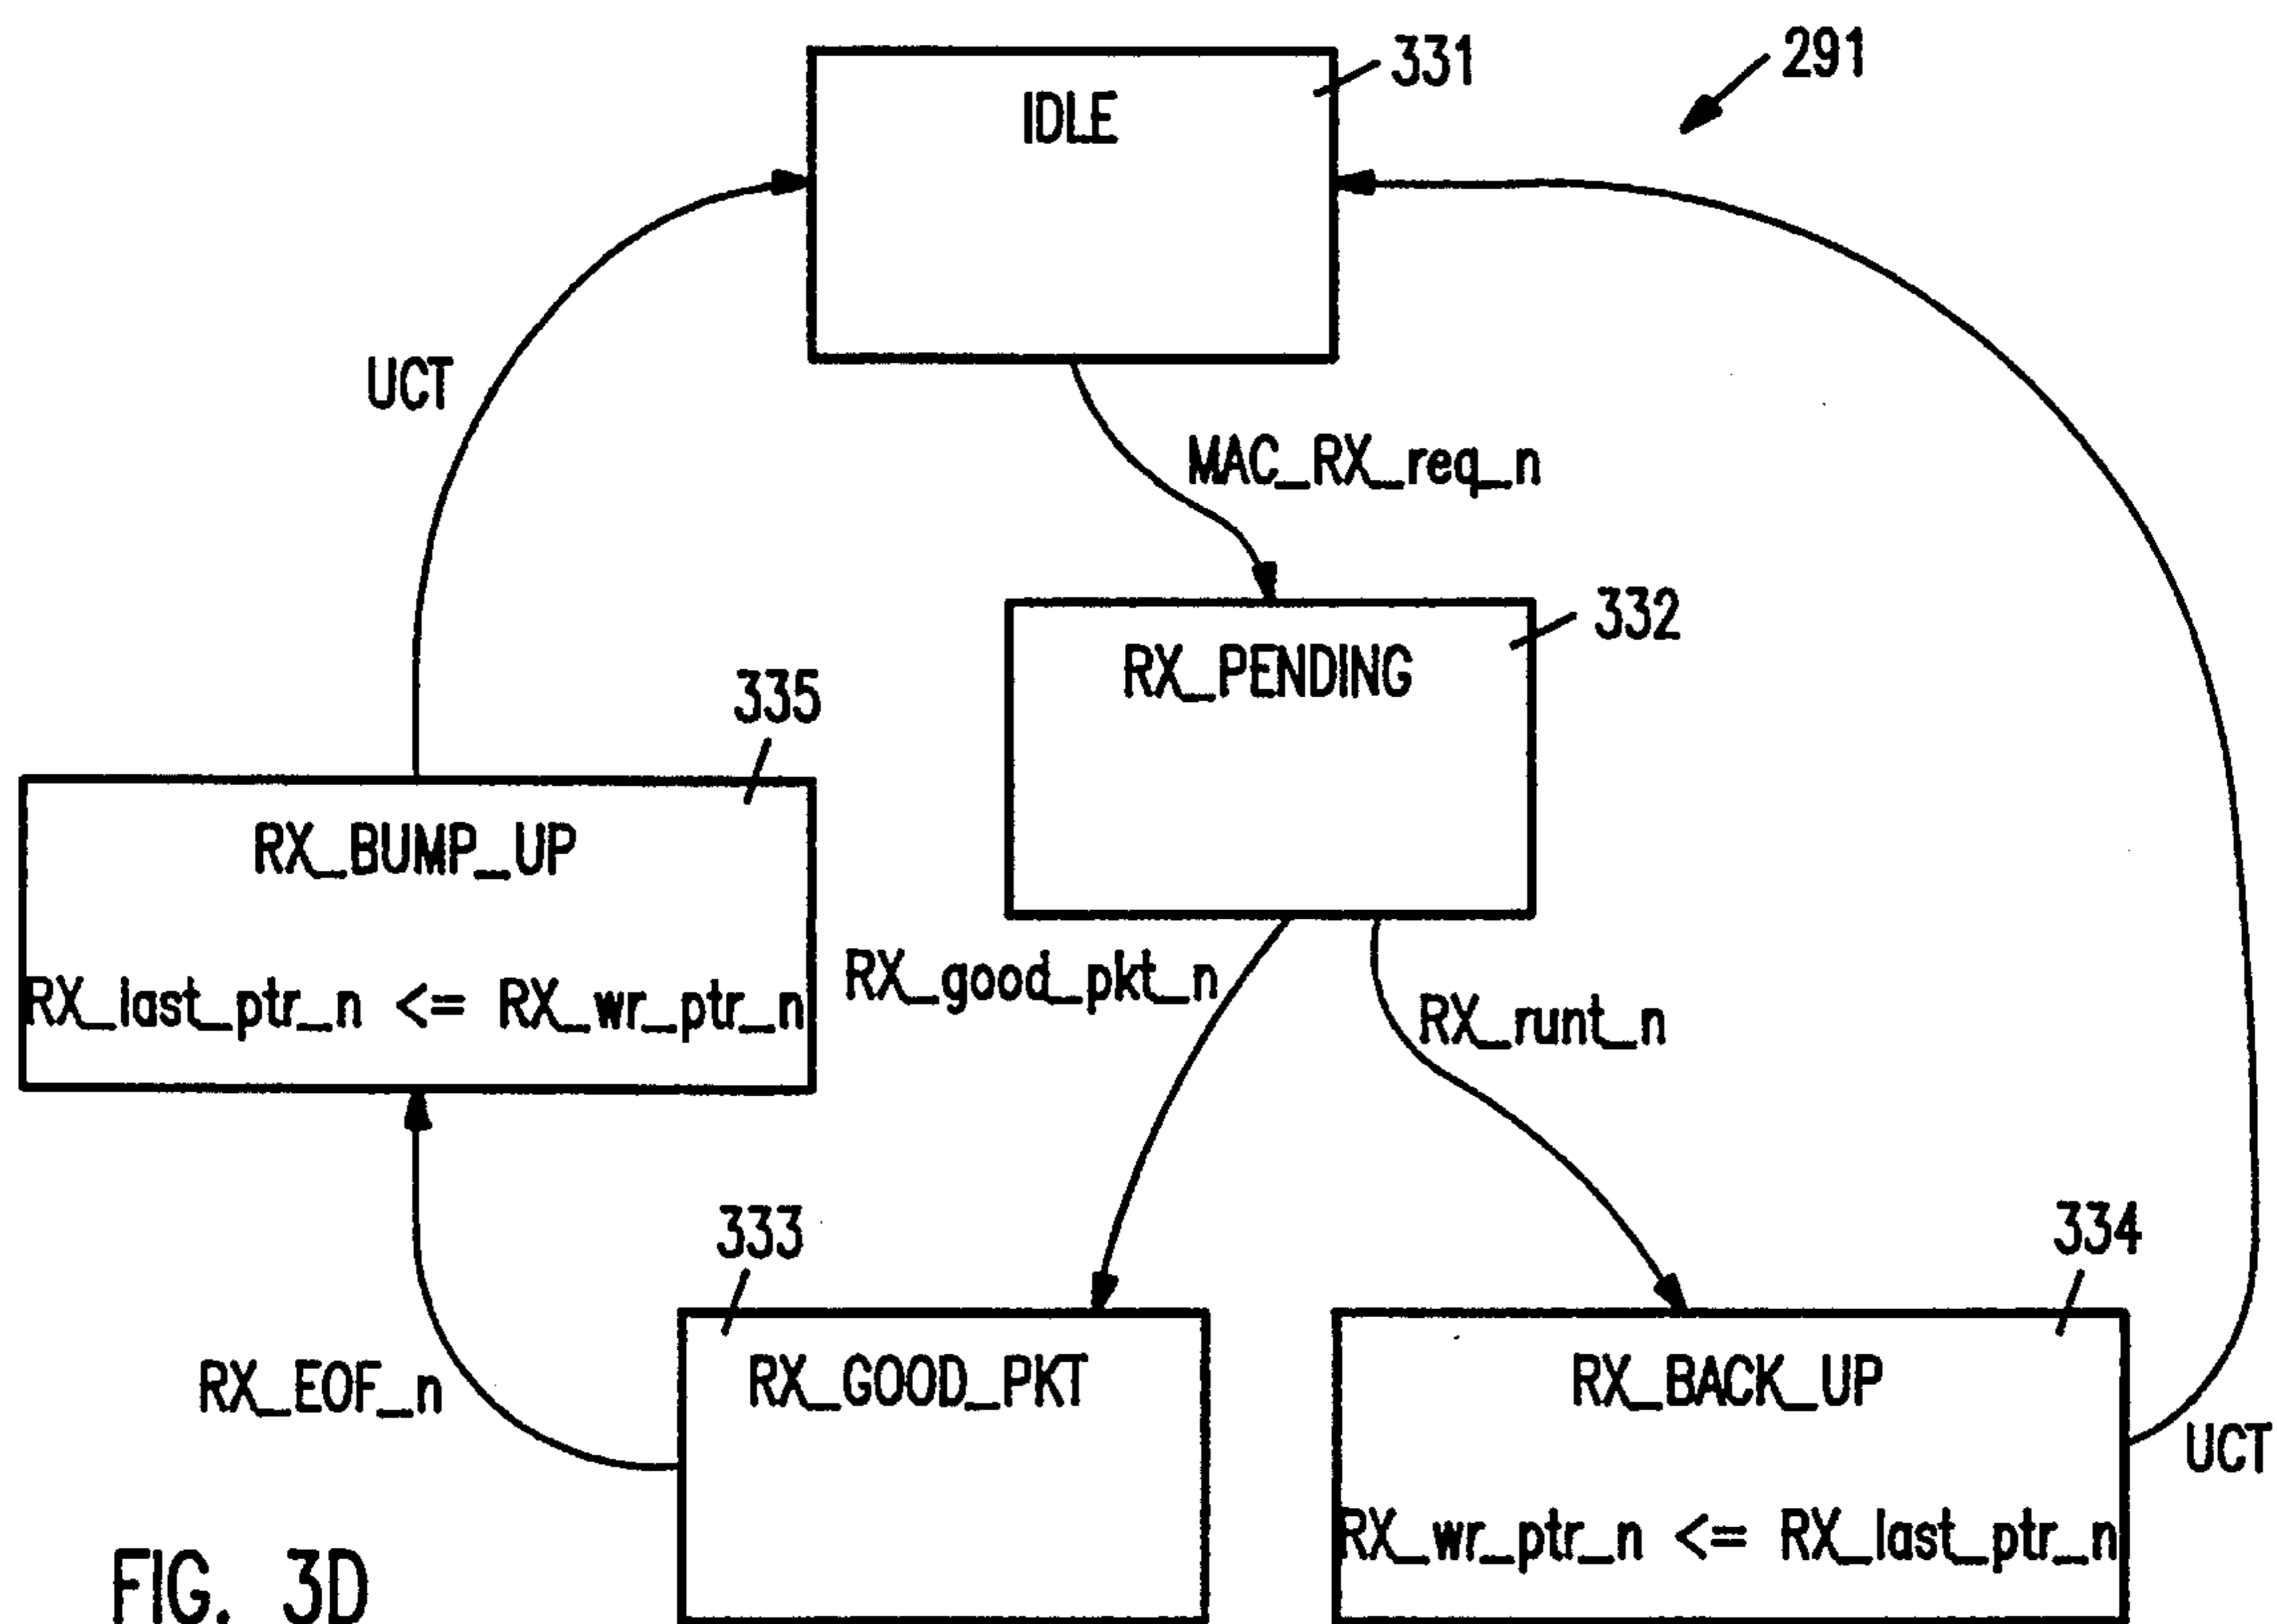 331
291
IDLE
UCT
MAC_RX_req_n
332
RX_PENDING
335
RX_BUMP_UP
RX_last_ptr_n <= RX_wr_ptr_n
RX_good_pkt_n
RX_runt_n
333
334
RX_EOF_n
RX_GOOD_PKT
RX_BACK_UP
UCT
RX_wr_ptr_n <= RX_last_ptr_n
FIG. 3D